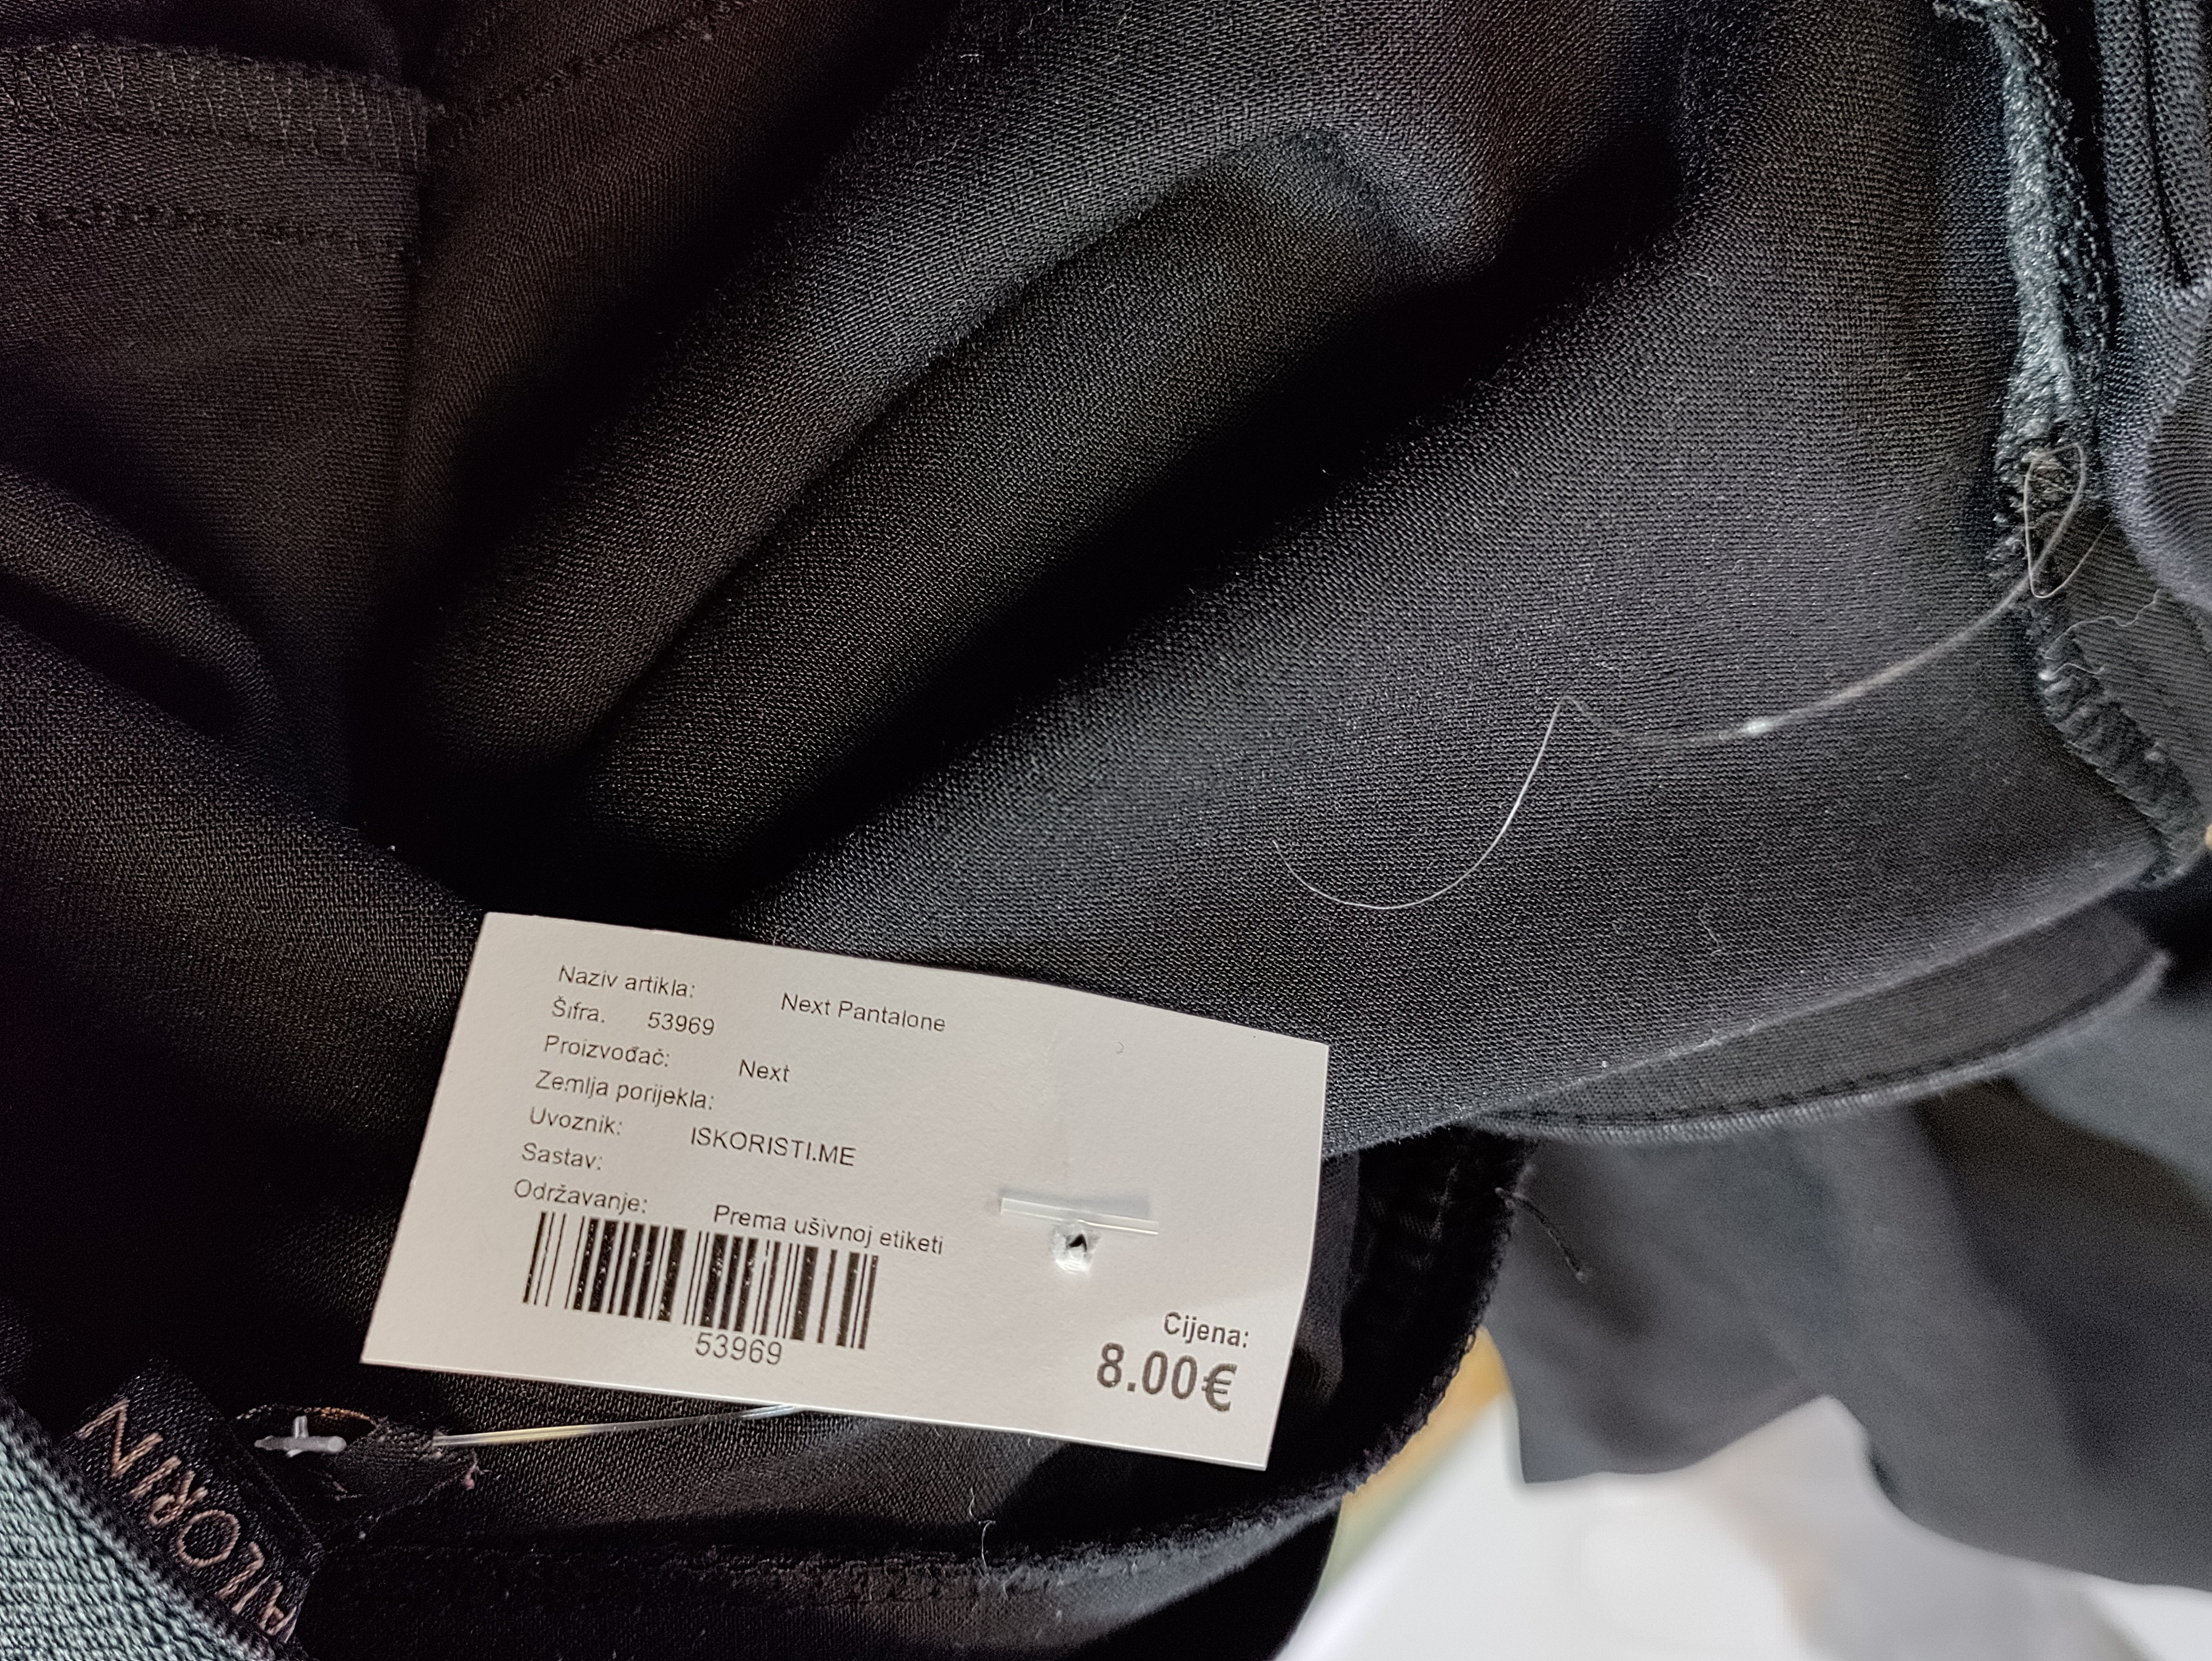 Naziv artikla: Next Pantalone
Šifra. 53969
Proizvođač: Next
Zemlja porijekla:
Uvoznik: ISKORISTI.ME
Sastav:
Održavanje: Prema ušivnoj etiketi
53969
Cijena:
8.00€
AILORIN